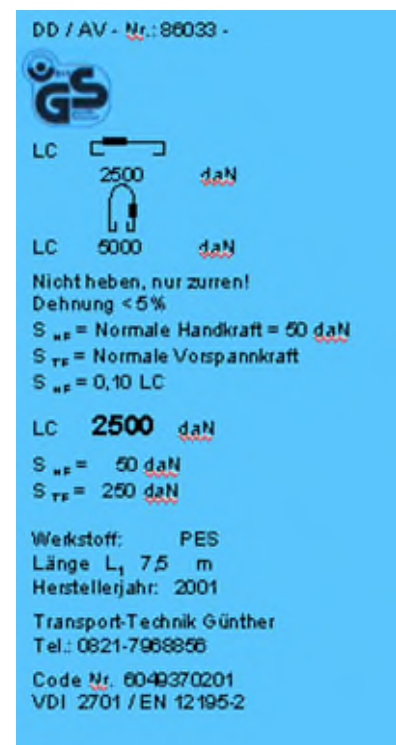 DD / AV - Nr.: 86033 -
GS
LC
2500 daN
LC 5000 daN
Nicht heben, nur zurren!
Dehnung < 5 %
S HF = Normale Handkraft = 50 daN
S TF = Normale Vorspannkraft
S HF = 0,10 LC
LC 2500 daN
S HF = 50 daN
S TF = 250 daN
Werkstoff: PES
Länge L1 7,5 m
Herstellerjahr: 2001
Transport-Technik Günther
Tel.: 0821-7968856
Code Nr. 6049370201
VDI 2701 / EN 12195-2